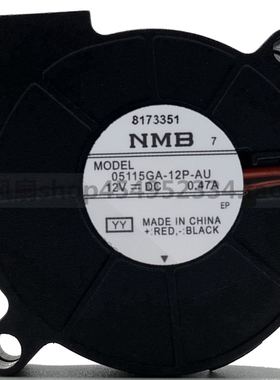 8173351
NMB 7
MODEL
05115GA-12P-AU
12V ⎓ DC 0.47A
EP
YY MADE IN CHINA
+:RED,-:BLACK